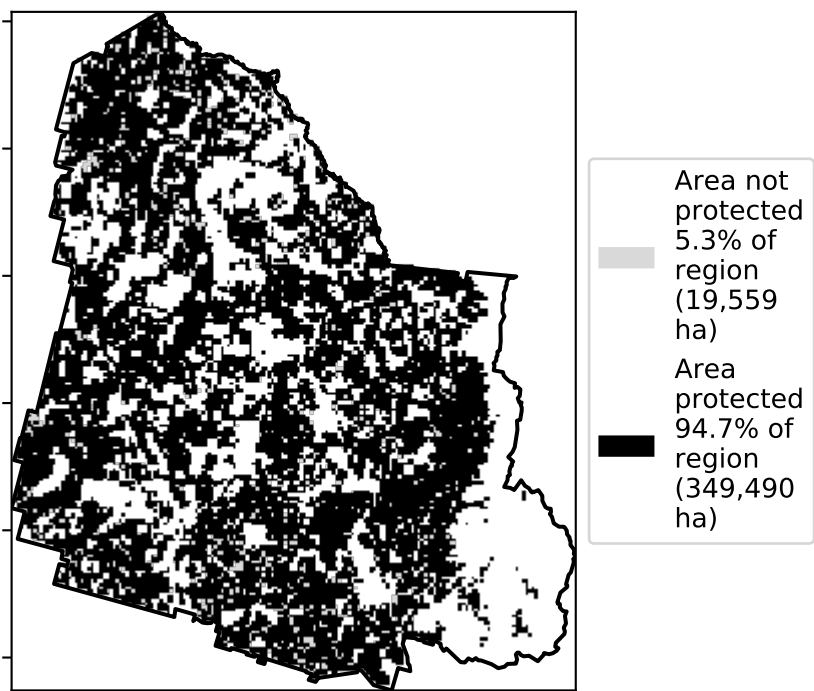 Area not
protected
5.3% of
region
(19,559
ha)
Area
protected
94.7% of
region
(349,490
ha)